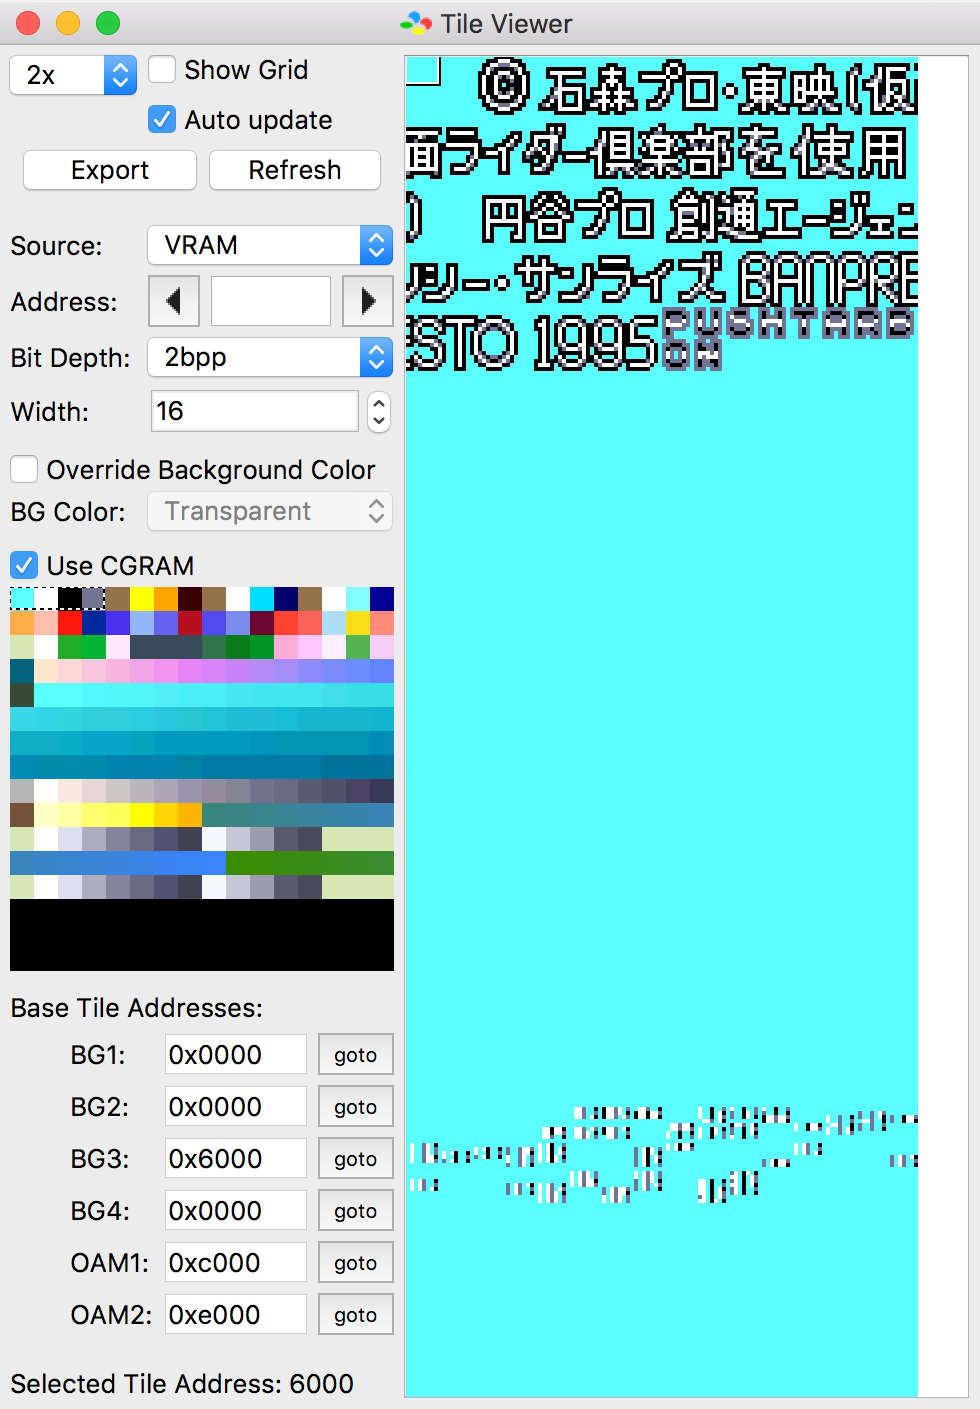 Tile Viewer
2x
Show Grid
Auto update
Export
Refresh
Source:
VRAM
Address:
Bit Depth:
2bpp
Width:
16
Override Background Color
BG Color:
Transparent
Use CGRAM
Base Tile Addresses:
BG1:
0x0000
goto
BG2:
0x0000
goto
BG3:
0x6000
goto
BG4:
0x0000
goto
OAM1:
0xc000
goto
OAM2:
0xe000
goto
Selected Tile Address: 6000
© 石森プロ・東映(仮
面ライダー倶楽部を使用
) 円谷プロ 創通エージェン
シー・サンライズ BANPRE
STO 1995 PUSHTARD
ON